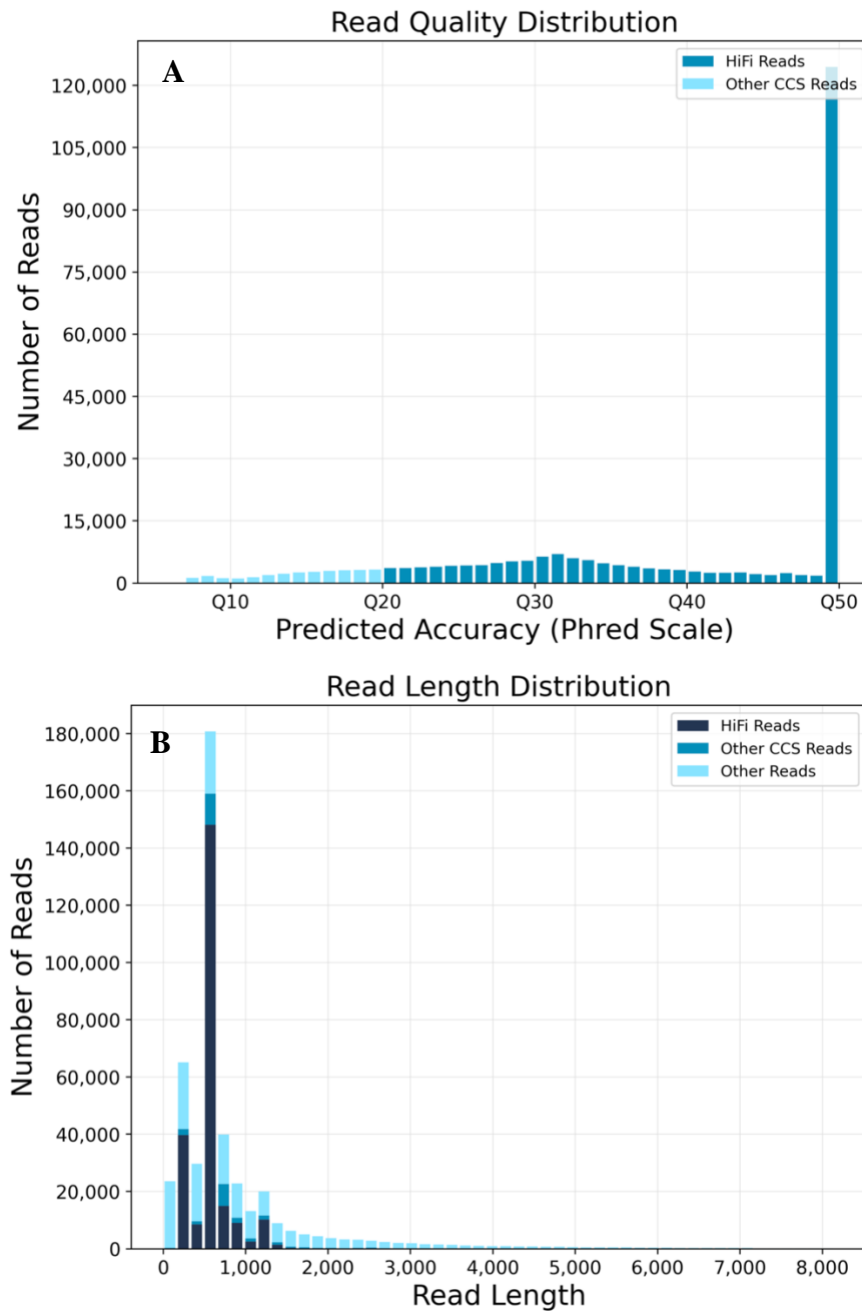 Read Quality Distribution
A
HiFi Reads
Other CCS Reads
120,000
105,000
90,000
75,000
60,000
45,000
30,000
15,000
0
Number of Reads
Q10 Q20 Q30 Q40 Q50
Predicted Accuracy (Phred Scale)
Read Length Distribution
B
HiFi Reads
Other CCS Reads
Other Reads
180,000
160,000
140,000
120,000
100,000
80,000
60,000
40,000
20,000
0
Number of Reads
0 1,000 2,000 3,000 4,000 5,000 6,000 7,000 8,000
Read Length